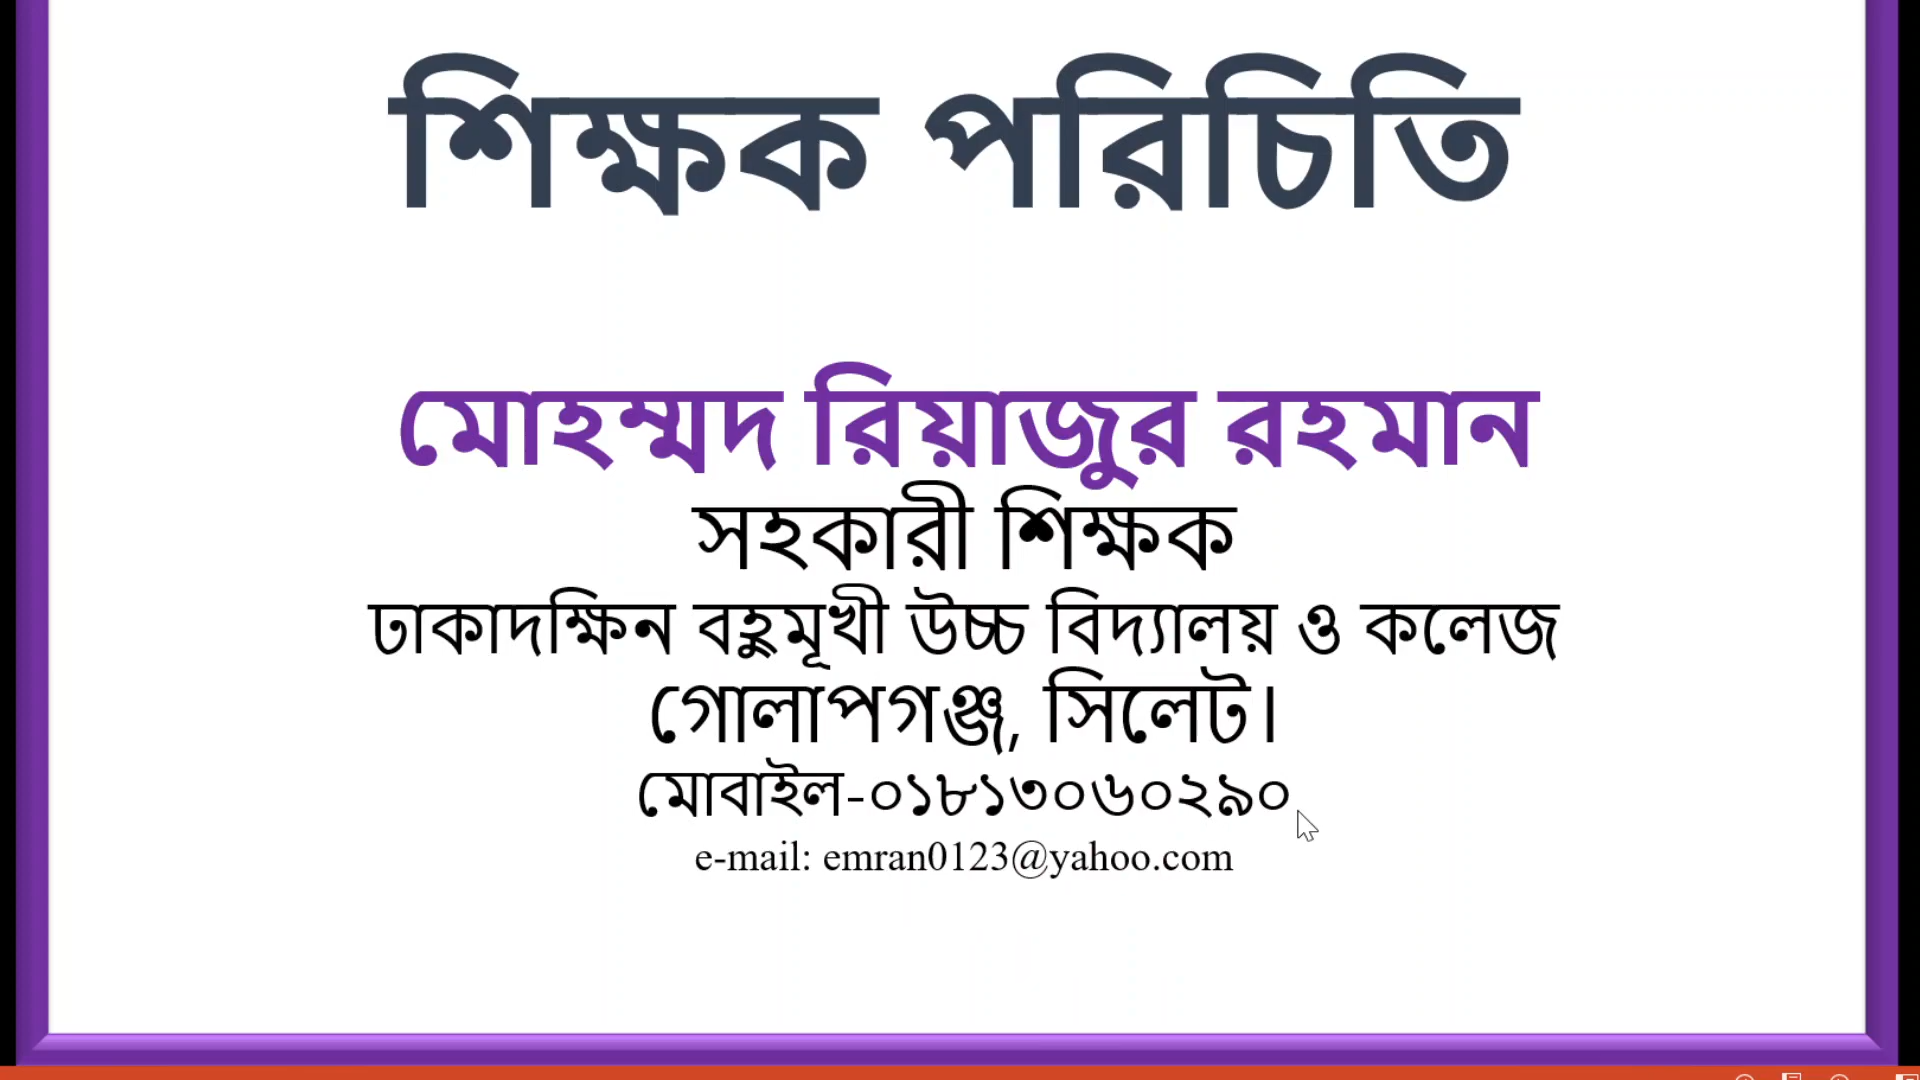 শিক্ষক পরিচিতি
মোহম্মদ রিয়াজুর রহমান
সহকারী শিক্ষক
ঢাকাদক্ষিন বহুমূখী উচ্চ বিদ্যালয় ও কলেজ
গোলাপগঞ্জ, সিলেট।
মোবাইল-০১৮১৩০৬০২৯০
e-mail: emran0123@yahoo.com